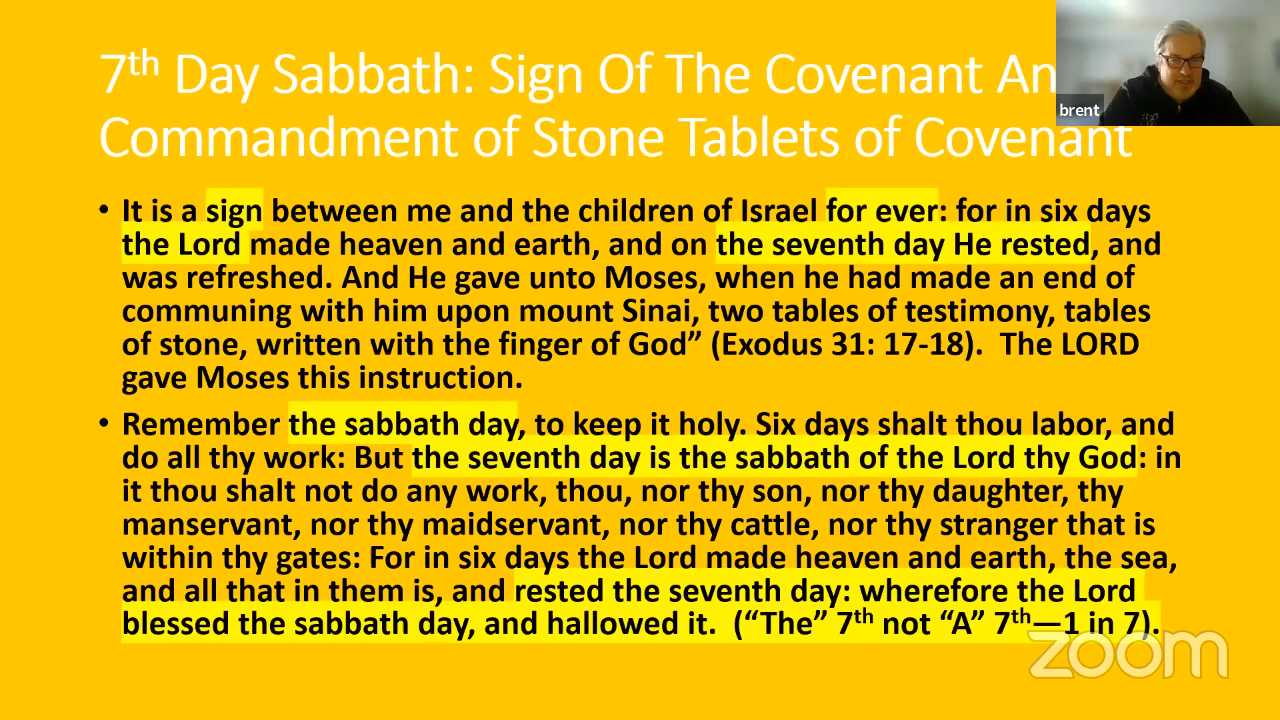 7th Day Sabbath: Sign Of The Covenant An
Commandment of Stone Tablets of Covenant
brent
• It is a sign between me and the children of Israel for ever: for in six days
the Lord made heaven and earth, and on the seventh day He rested, and
was refreshed. And He gave unto Moses, when he had made an end of
communing with him upon mount Sinai, two tables of testimony, tables
of stone, written with the finger of God” (Exodus 31: 17-18).  The LORD
gave Moses this instruction.
• Remember the sabbath day, to keep it holy. Six days shalt thou labor, and
do all thy work: But the seventh day is the sabbath of the Lord thy God: in
it thou shalt not do any work, thou, nor thy son, nor thy daughter, thy
manservant, nor thy maidservant, nor thy cattle, nor thy stranger that is
within thy gates: For in six days the Lord made heaven and earth, the sea,
and all that in them is, and rested the seventh day: wherefore the Lord
blessed the sabbath day, and hallowed it.  (“The” 7th not “A” 7th—1 in 7).
zoom